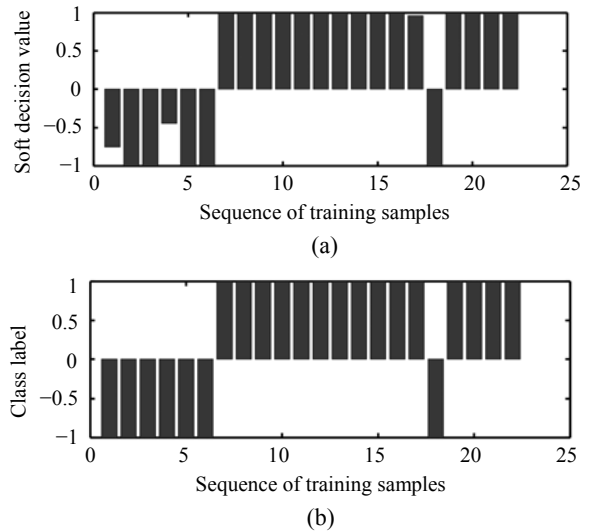 Soft decision value
1
0.5
0
−0.5
−1
0 5 10 15 20 25
Sequence of training samples
(a)
Class label
1
0.5
0
−0.5
−1
0 5 10 15 20 25
Sequence of training samples
(b)